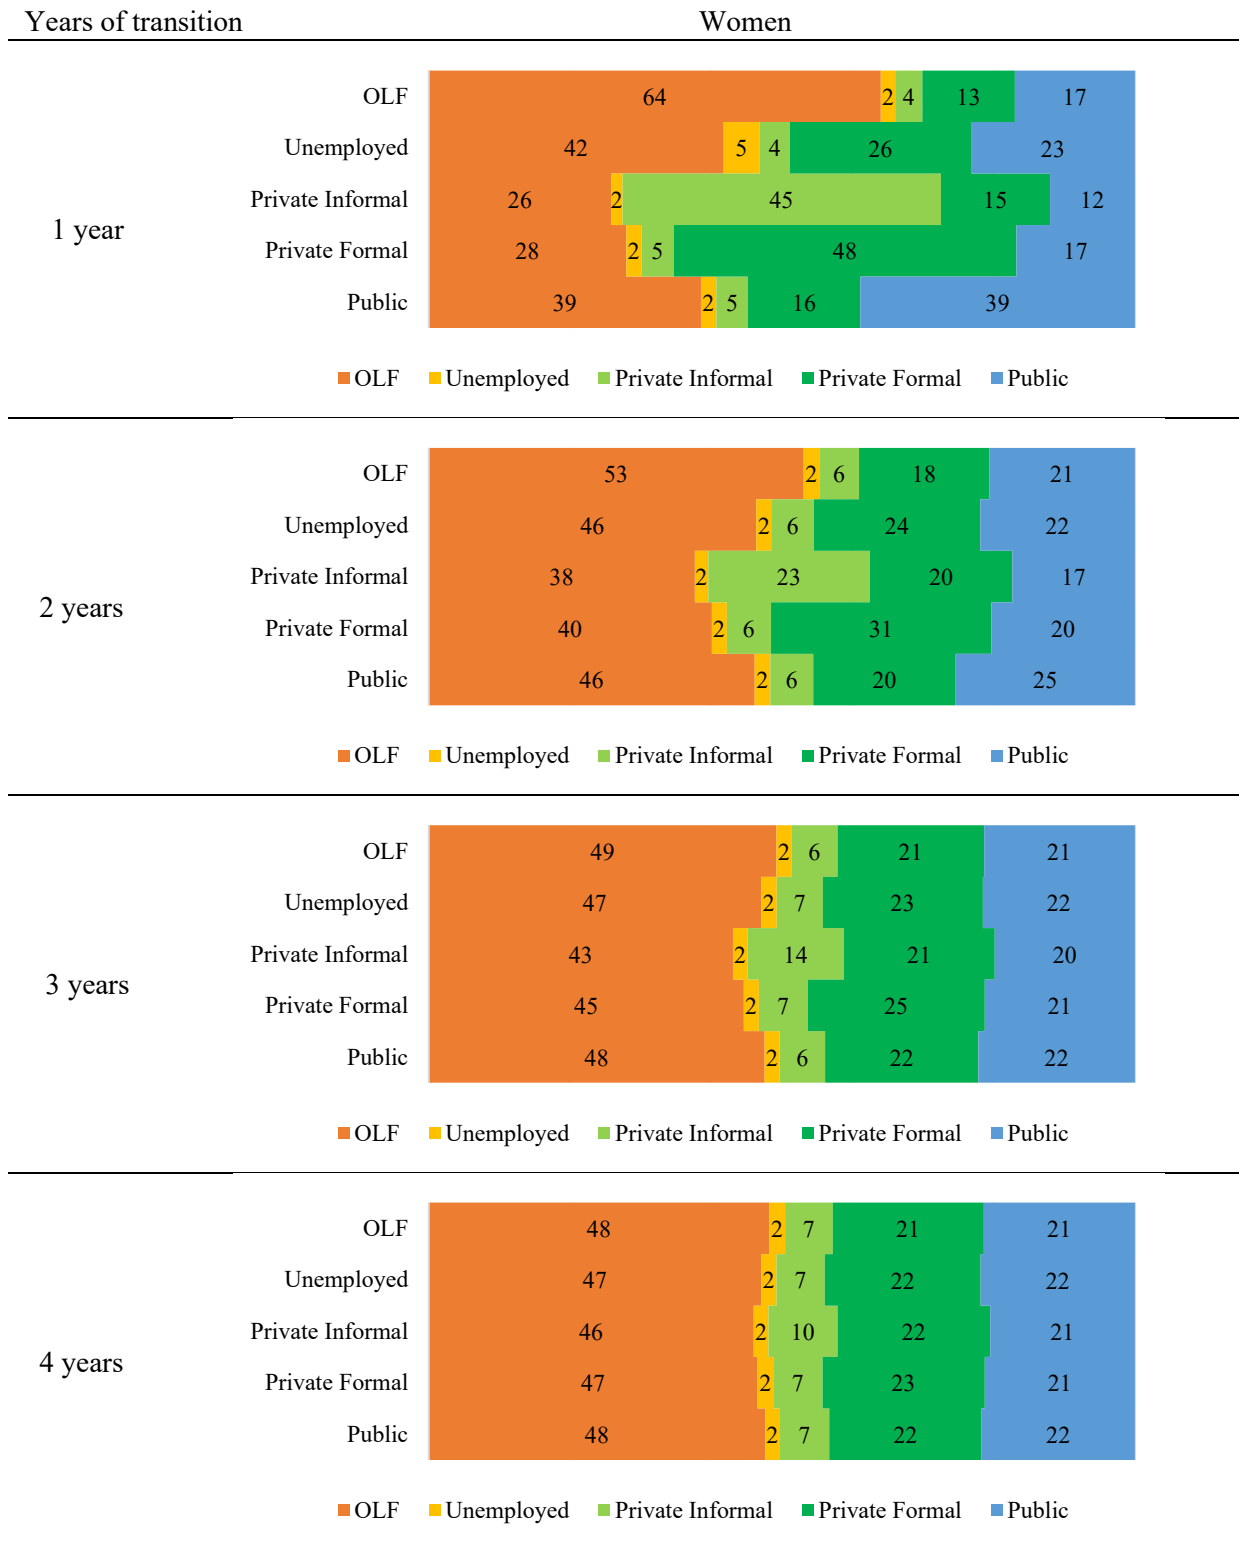 Years of transition Women
1 year
OLF 64 2 4 13 17
Unemployed 42 5 4 26 23
Private Informal 26 2 45 15 12
Private Formal 28 2 5 48 17
Public 39 2 5 16 39
OLF Unemployed Private Informal Private Formal Public
2 years
OLF 53 2 6 18 21
Unemployed 46 2 6 24 22
Private Informal 38 2 23 20 17
Private Formal 40 2 6 31 20
Public 46 2 6 20 25
OLF Unemployed Private Informal Private Formal Public
3 years
OLF 49 2 6 21 21
Unemployed 47 2 7 23 22
Private Informal 43 2 14 21 20
Private Formal 45 2 7 25 21
Public 48 2 6 22 22
OLF Unemployed Private Informal Private Formal Public
4 years
OLF 48 2 7 21 21
Unemployed 47 2 7 22 22
Private Informal 46 2 10 22 21
Private Formal 47 2 7 23 21
Public 48 2 7 22 22
OLF Unemployed Private Informal Private Formal Public